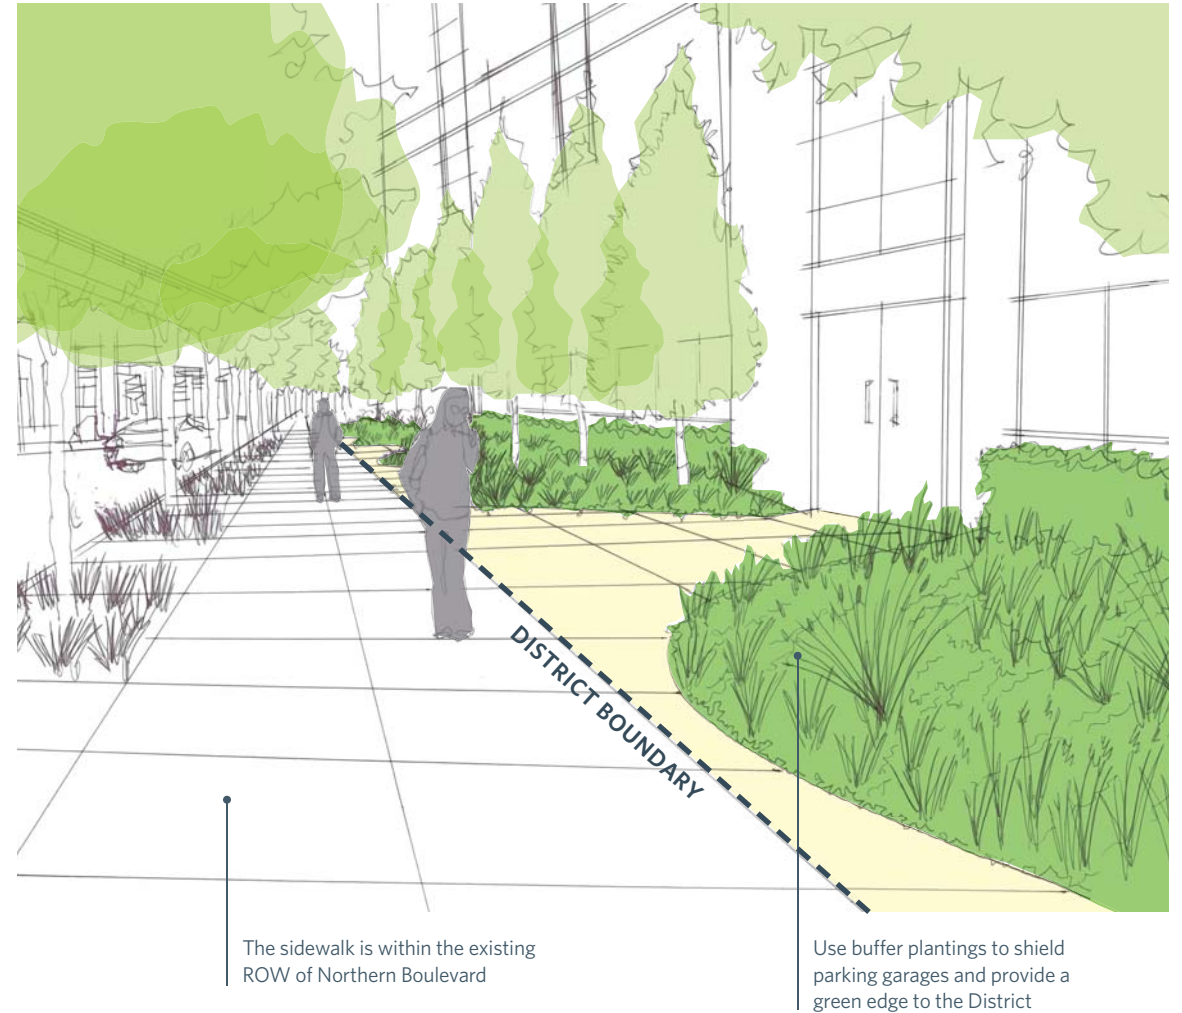 DISTRICT BOUNDARY
The sidewalk is within the existing
ROW of Northern Boulevard
Use buffer plantings to shield
parking garages and provide a
green edge to the District